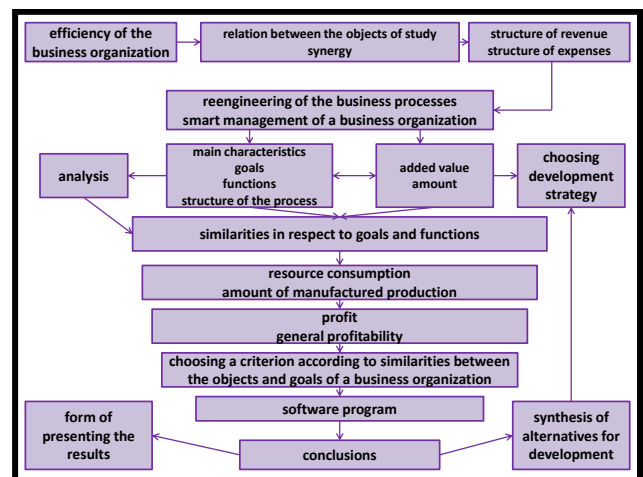 efficiency of the
business organization
relation between the objects of study
synergy
structure of revenue
structure of expenses
reengineering of the business processes
smart management of a business organization
analysis
main characteristics
goals
functions
structure of the process
added value
amount
choosing
development
strategy
similarities in respect to goals and functions
resource consumption
amount of manufactured production
profit
general profitability
choosing a criterion according to similarities between
the objects and goals of a business organization
software program
form of
presenting the
results
conclusions
synthesis of
alternatives for
development